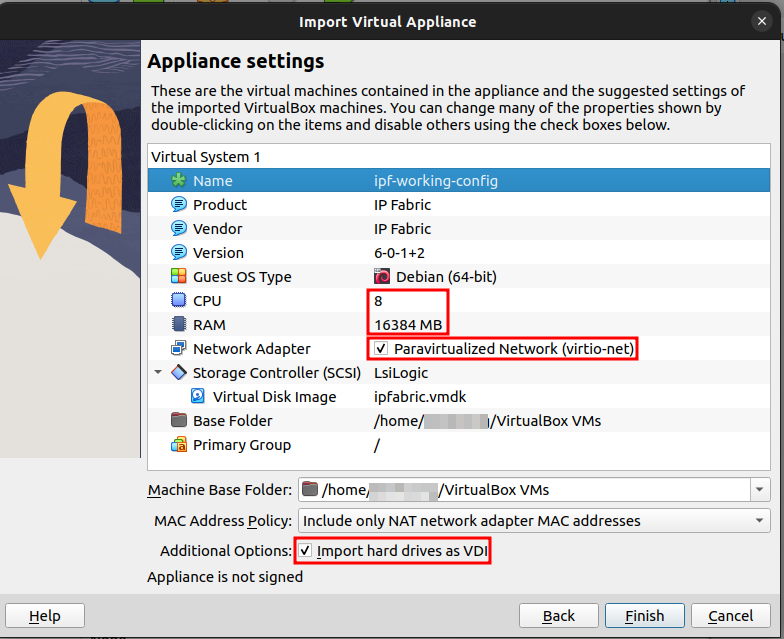 Import Virtual Appliance
Appliance settings
These are the virtual machines contained in the appliance and the suggested settings of
the imported VirtualBox machines. You can change many of the properties shown by
double-clicking on the items and disable others using the check boxes below.
Virtual System 1
Name ipf-working-config
Product IP Fabric
Vendor IP Fabric
Version 6-0-1+2
Guest OS Type Debian (64-bit)
CPU 8
RAM 16384 MB
Network Adapter Paravirtualized Network (virtio-net)
Storage Controller (SCSI) LsiLogic
Virtual Disk Image ipfabric.vmdk
Base Folder /home/ /VirtualBox VMs
Primary Group /
Machine Base Folder: /home/ /VirtualBox VMs
MAC Address Policy: Include only NAT network adapter MAC addresses
Additional Options: Import hard drives as VDI
Appliance is not signed
Help Back Finish Cancel